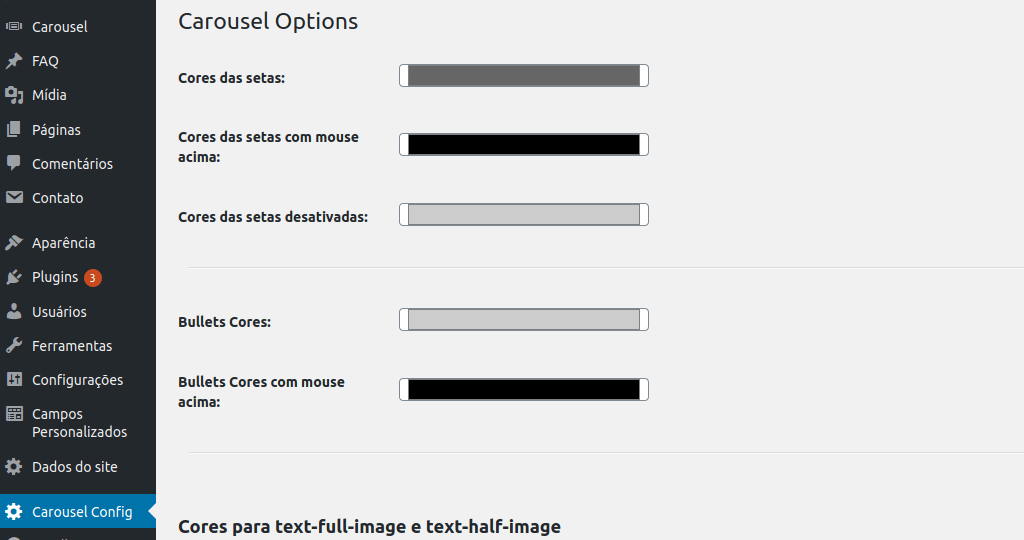 Carousel
FAQ
Mídia
Páginas
Comentários
Contato
Aparência
Plugins 3
Usuários
Ferramentas
Configurações
Campos
Personalizados
Dados do site
Carousel Config
Carousel Options
Cores das setas:
Cores das setas com mouse
acima:
Cores das setas desativadas:
Bullets Cores:
Bullets Cores com mouse
acima:
Cores para text-full-image e text-half-image